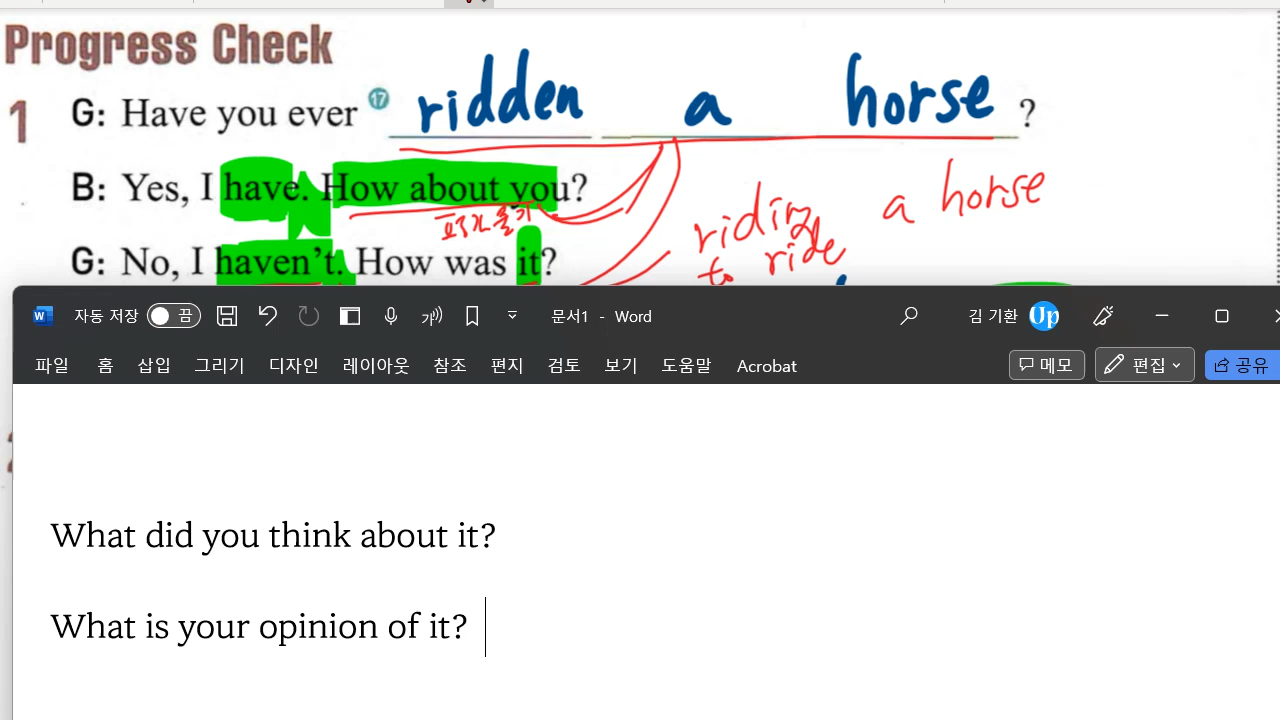 Progress Check
1 G: Have you ever ⑰ ridden a horse ?
B: Yes, I have. How about you?
riding a horse
to ride
G: No, I haven't. How was it?
자동 저장 끔 가 문서1 - Word 김 기환 Up
파일 홈 삽입 그리기 디자인 레이아웃 참조 편지 검토 보기 도움말 Acrobat 메모 편집 공유
What did you think about it?
What is your opinion of it?